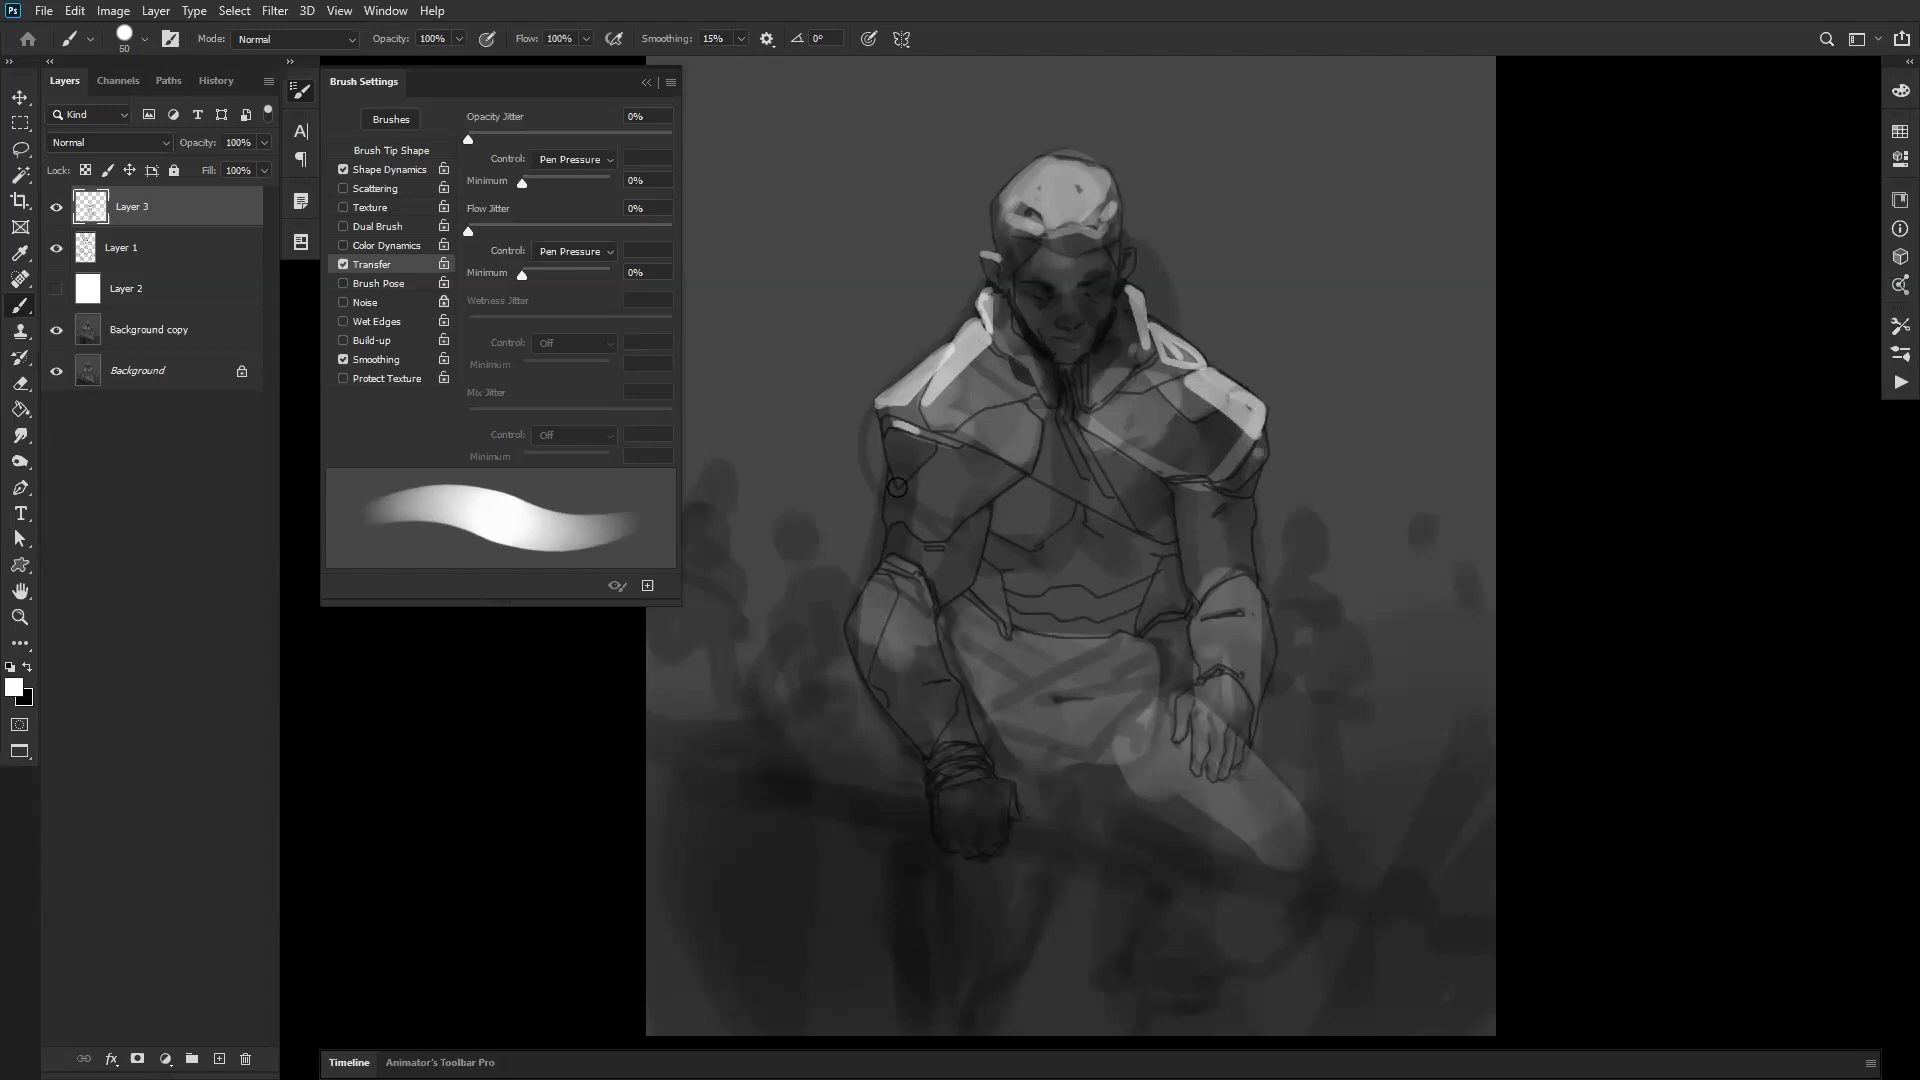 Ps File Edit Image Layer Type Select Filter 3D View Window Help
50 Mode: Normal Opacity: 100% Flow: 100% Smoothing: 15% 0°
Layers Channels Paths History
Kind
Normal Opacity: 100%
Lock: Fill: 100%
Layer 3
Layer 1
Layer 2
Background copy
Background
Brush Settings
Brushes
Brush Tip Shape
Shape Dynamics
Scattering
Texture
Dual Brush
Color Dynamics
Transfer
Brush Pose
Noise
Wet Edges
Build-up
Smoothing
Protect Texture
Opacity Jitter 0%
Control: Pen Pressure
Minimum 0%
Flow Jitter 0%
Control: Pen Pressure
Minimum 0%
Wetness Jitter
Control: Off
Minimum
Mix Jitter
Control: Off
Minimum
Timeline Animator's Toolbar Pro